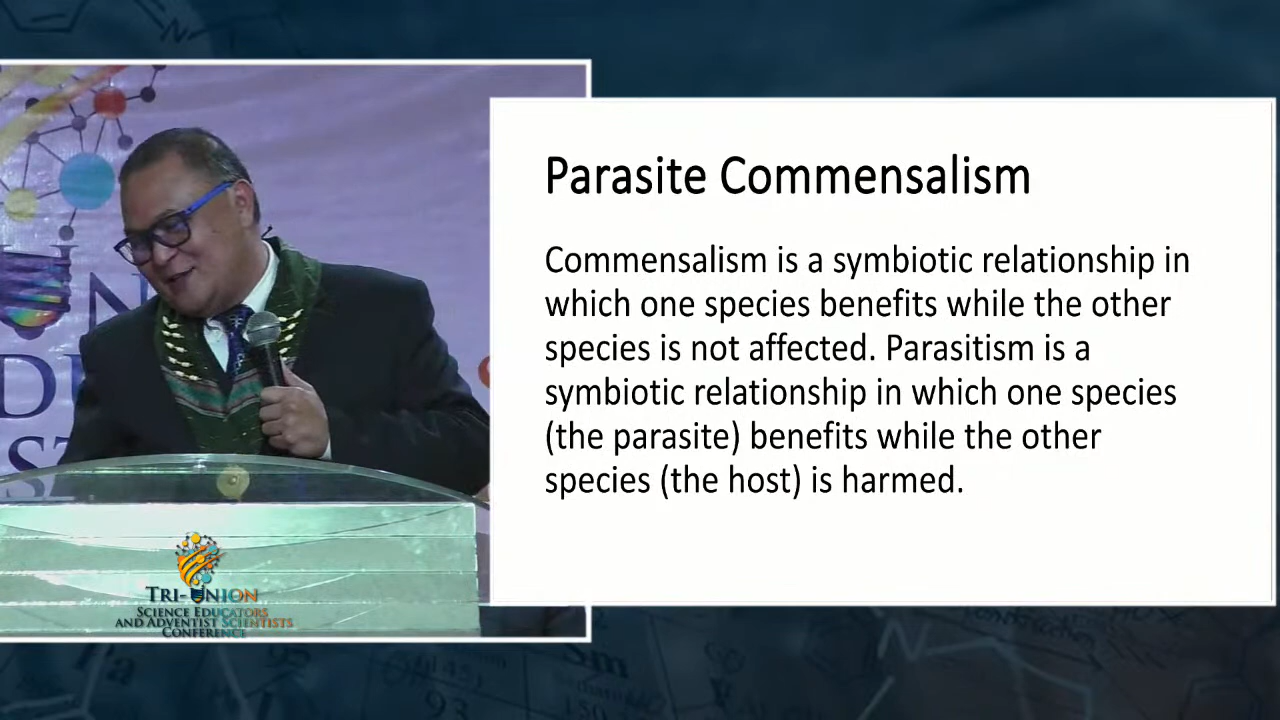 Parasite Commensalism
Commensalism is a symbiotic relationship in
which one species benefits while the other
species is not affected. Parasitism is a
symbiotic relationship in which one species
(the parasite) benefits while the other
species (the host) is harmed.
TRI-UNION
SCIENCE EDUCATORS
AND ADVENTIST SCIENTISTS
CONFERENCE
93